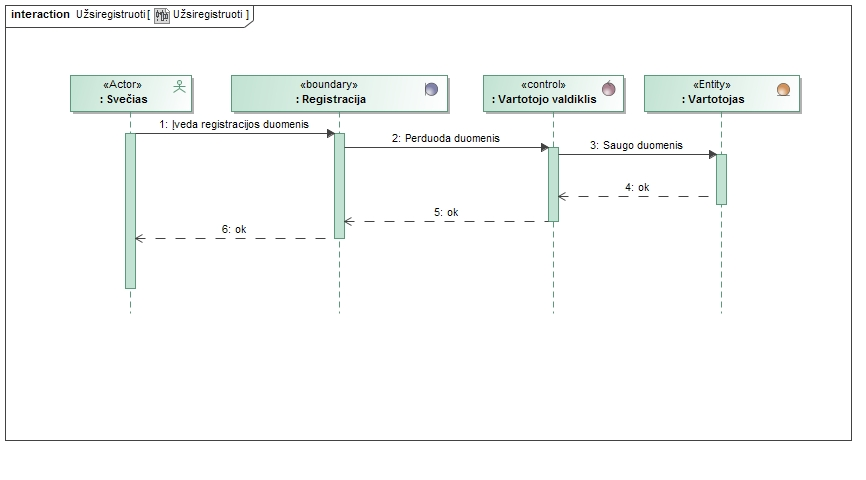 interaction Užsiregistruoti [ Užsiregistruoti ]
«Actor»
: Svečias
«boundary»
: Registracija
«control»
: Vartotojo valdiklis
«Entity»
: Vartotojas
1: Įveda registracijos duomenis
2: Perduoda duomenis
3: Saugo duomenis
4: ok
5: ok
6: ok